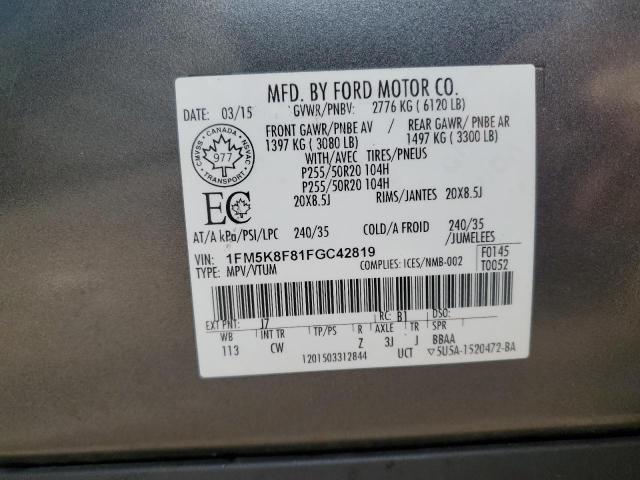 MFD. BY FORD MOTOR CO.
DATE: 03/15 GVWR/PNBV: 2776 KG ( 6120 LB)
FRONT GAWR/PNBE AV / REAR GAWR/PNBE AR
1397 KG ( 3080 LB) 1497 KG ( 3300 LB)
WITH/AVEC TIRES/PNEUS
P255/50R20 104H
P255/50R20 104H
20X8.5J RIMS/JANTES 20X8.5J
CANADA
CMVSS NSVAC
977
TRANSPORT
EC
AT/A kPa/PSI/LPC 240/35 COLD/A FROID 240/35
/JUMELEES
VIN: 1FM5K8F81FGC42819
TYPE: MPV/VTUM COMPLIES: ICES/NMB-002
F0145
T0052
EXT PNT: J7 RC: B1 DSO:
WB INT TR TP/PS R AXLE TR SPR
113 CW Z 3J J BBAA
1201503312844 UCT ▽5U5A-1520472-BA